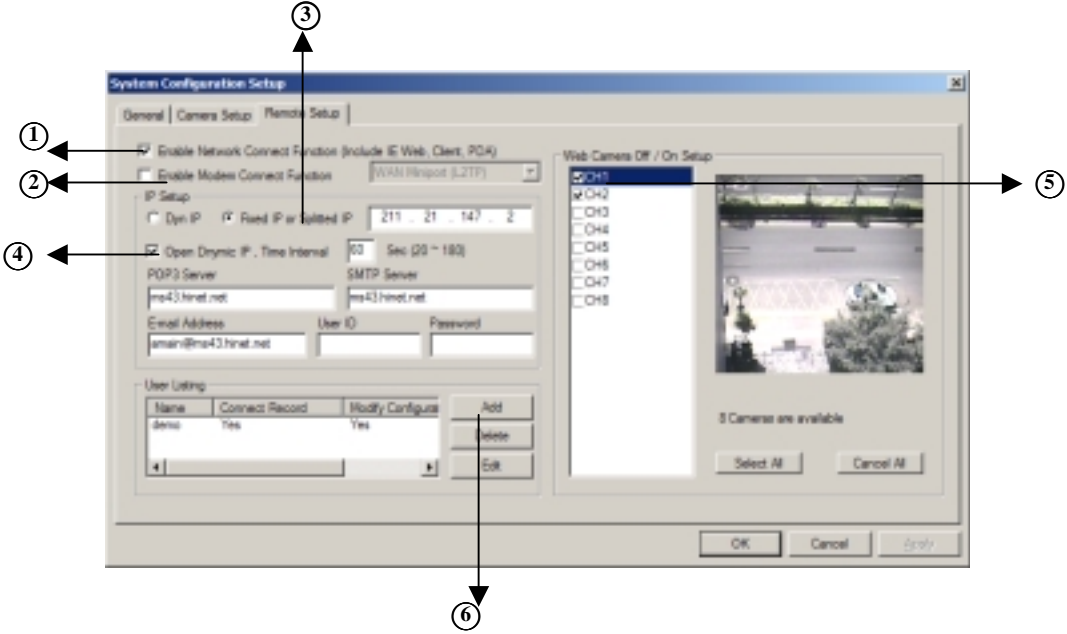 3
System Configuration Setup
General Camera Setup Remote Setup
1
Enable Network Connect Function (Include IE Web, Client, PDA)
2
Enable Modem Connect Function WAN Miniport (L2TP)
IP Setup
Dyn IP Fixed IP or Splitted IP 211 . 21 . 147 . 2
4
Open Dnymic IP , Time Interval 60 Sec (20 ~ 180)
POP3 Server SMTP Server
ms43.hinet.net ms43.hinet.net
E-mail Address User ID Password
amain@ms43.hinet.net
User Listing
Name Connect Record Modify Configurat
demo Yes Yes
Add
Delete
Edit
6
Web Camera Off / On Setup
CH1
CH2
CH3
CH4
CH5
CH6
CH7
CH8
5
8 Cameras are available
Select All Cancel All
OK Cancel Apply